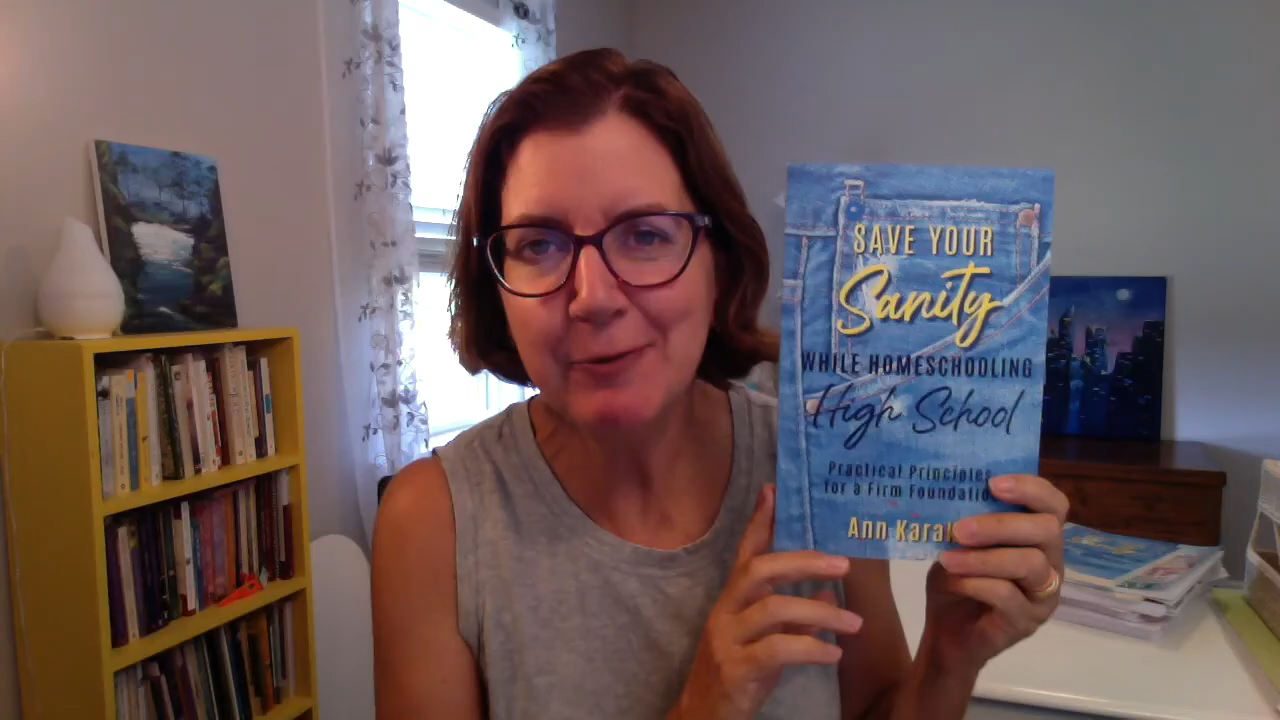 SAVE YOUR
Sanity
WHILE HOMESCHOOLING
High School
Practical Principles
for a Firm
Ann